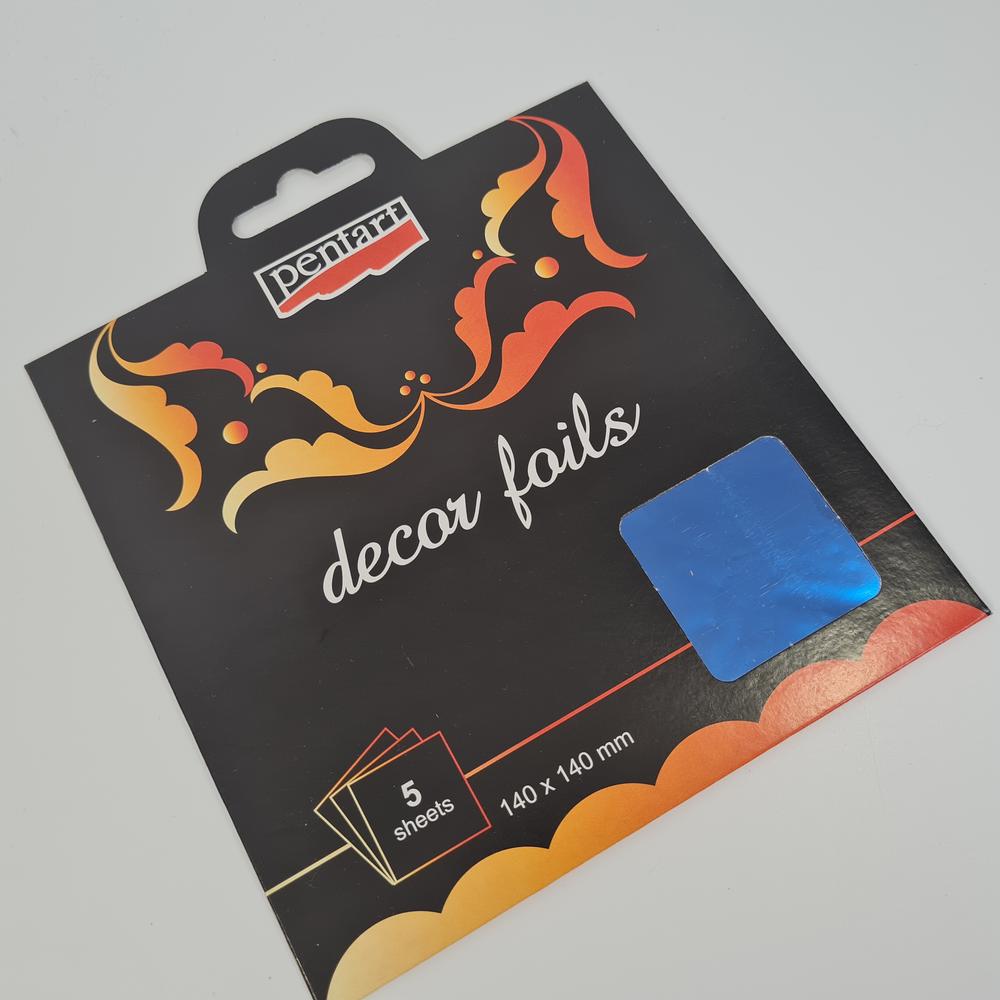 pentart
decor foils
5
sheets
140 x 140 mm